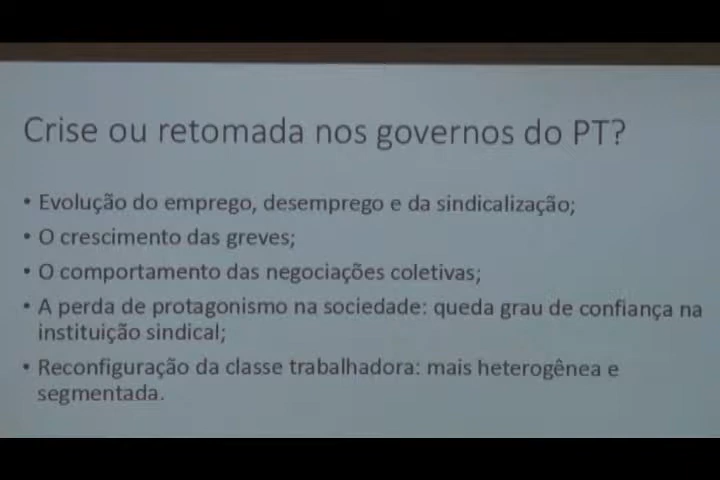 Crise ou retomada nos governos do PT?
• Evolução do emprego, desemprego e da sindicalização;
• O crescimento das greves;
• O comportamento das negociações coletivas;
• A perda de protagonismo na sociedade: queda grau de confiança na
instituição sindical;
• Reconfiguração da classe trabalhadora: mais heterogênea e
segmentada.